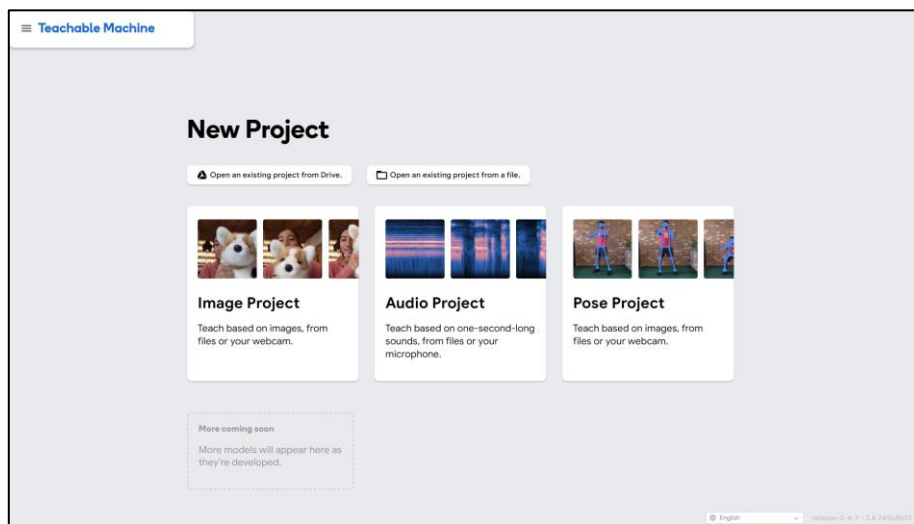 Teachable Machine
New Project
Open an existing project from Drive.
Open an existing project from a file.
Image Project
Teach based on images, from
files or your webcam.
Audio Project
Teach based on one-second-long
sounds, from files or your
microphone.
Pose Project
Teach based on images, from
files or your webcam.
More coming soon
More models will appear here as
they're developed.
English